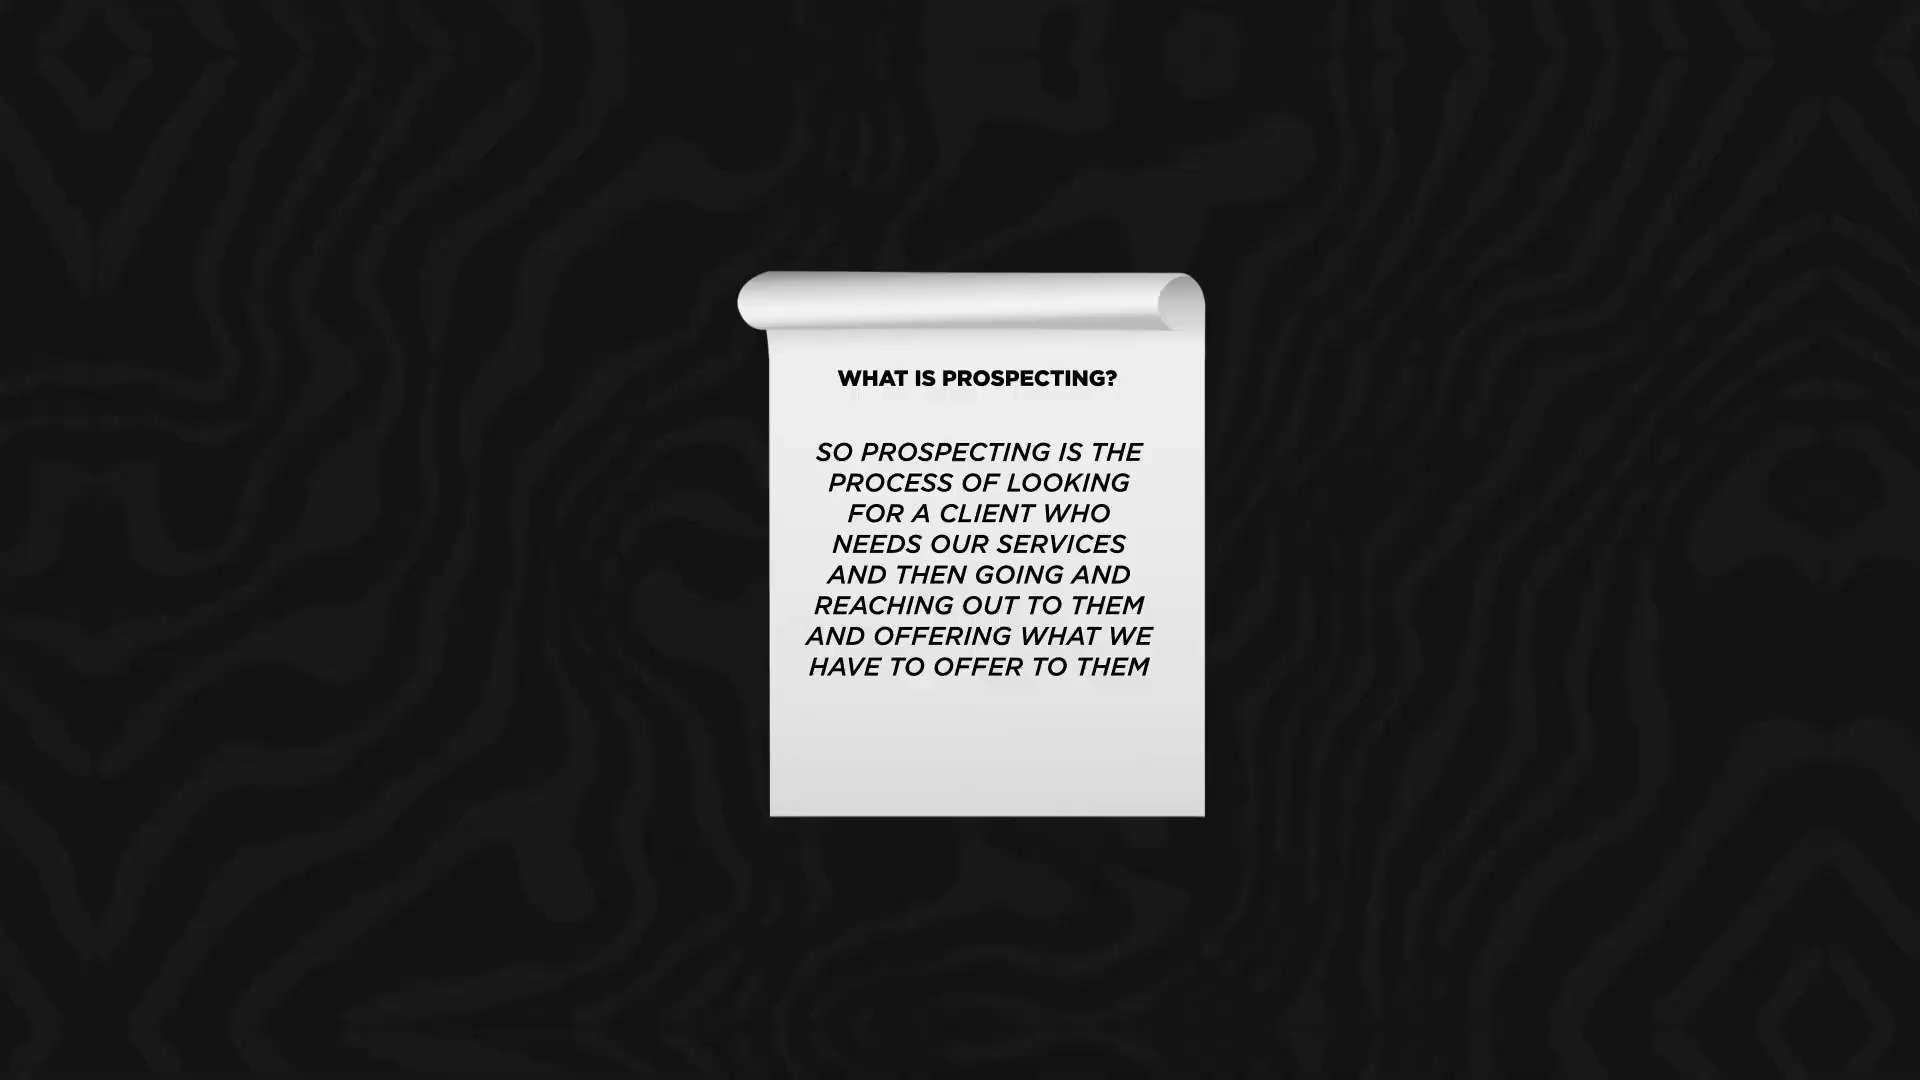 WHAT IS PROSPECTING?
SO PROSPECTING IS THE
PROCESS OF LOOKING
FOR A CLIENT WHO
NEEDS OUR SERVICES
AND THEN GOING AND
REACHING OUT TO THEM
AND OFFERING WHAT WE
HAVE TO OFFER TO THEM